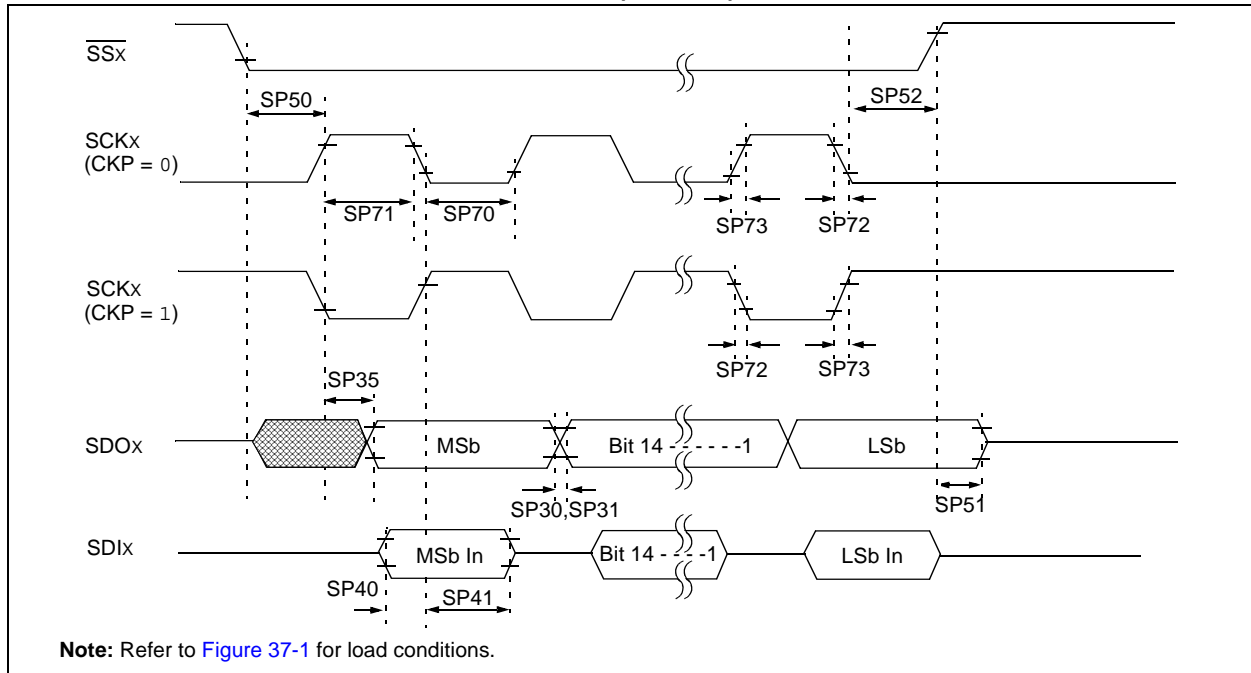 SSX
SP50
SP52
SCKX
(CKP = 0)
SP71
SP70
SP73
SP72
SCKX
(CKP = 1)
SP72
SP73
SP35
SDOX
MSb
Bit 14 - - - - - -1
LSb
SP30,SP31
SP51
SDIX
MSb In
Bit 14 - - - -1
LSb In
SP40
SP41
Note: Refer to Figure 37-1 for load conditions.